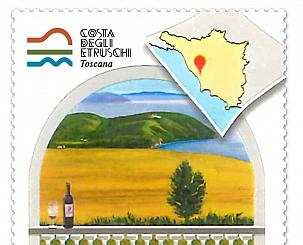 COSTA
DEGLI
ETRUSCHI
Toscana